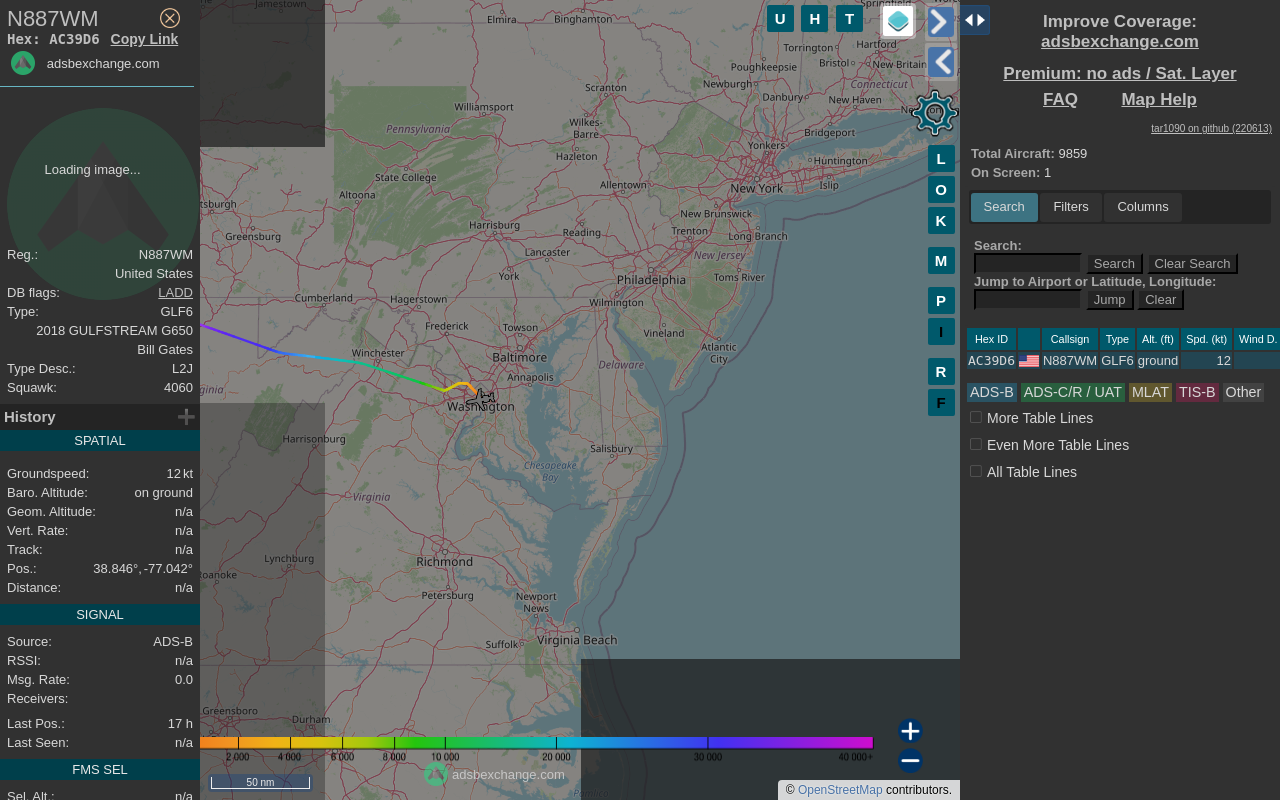 N887WM
Hex: AC39D6 Copy Link
adsbexchange.com
Loading image...
Reg.: N887WM
United States
DB flags: LADD
Type: GLF6
2018 GULFSTREAM G650
Bill Gates
Type Desc.: L2J
Squawk: 4060
History
SPATIAL
Groundspeed: 12 kt
Baro. Altitude: on ground
Geom. Altitude: n/a
Vert. Rate: n/a
Track: n/a
Pos.: 38.846°, -77.042°
Distance: n/a
SIGNAL
Source: ADS-B
RSSI: n/a
Msg. Rate: 0.0
Receivers:
Last Pos.: 17 h
Last Seen: n/a
FMS SEL
Sel. Alt.: n/a
U H T
L
O
K
M
P
I
R
F
Elmira
Binghamton
Torrington
Hartford
Bristol
New Britain
Poughkeepsie
Connecticut
Scranton
Newburgh
Danbury
New Haven
Williamsport
Wilkes-
Barre
Bridgeport
Pennsylvania
Yonkers
Hazleton
Huntington
State College
Allentown
New York
Islip
Altoona
New Brunswick
Harrisburg
Reading
Trenton
Long Branch
Greensburg
Lancaster
New Jersey
York
Philadelphia
Toms River
Cumberland
Hagerstown
Wilmington
Frederick
Towson
Vineland
Winchester
Baltimore
Atlantic
City
Annapolis
Delaware
Washington
Harrisonburg
Salisbury
Chesapeake
Bay
Virginia
Lynchburg
Richmond
Roanoke
Petersburg
Newport
News
Suffolk
Virginia Beach
Greensboro
Durham
2 000 4 000 6 000 8 000 10 000 20 000 30 000 40 000+
adsbexchange.com
50 nm
© OpenStreetMap contributors.
Improve Coverage:
adsbexchange.com
Premium: no ads / Sat. Layer
FAQ Map Help
tar1090 on github (220613)
Total Aircraft: 9859
On Screen: 1
Search Filters Columns
Search:
Search Clear Search
Jump to Airport or Latitude, Longitude:
Jump Clear
Hex ID Callsign Type Alt. (ft) Spd. (kt) Wind D.
AC39D6 N887WM GLF6 ground 12
ADS-B ADS-C/R / UAT MLAT TIS-B Other
More Table Lines
Even More Table Lines
All Table Lines